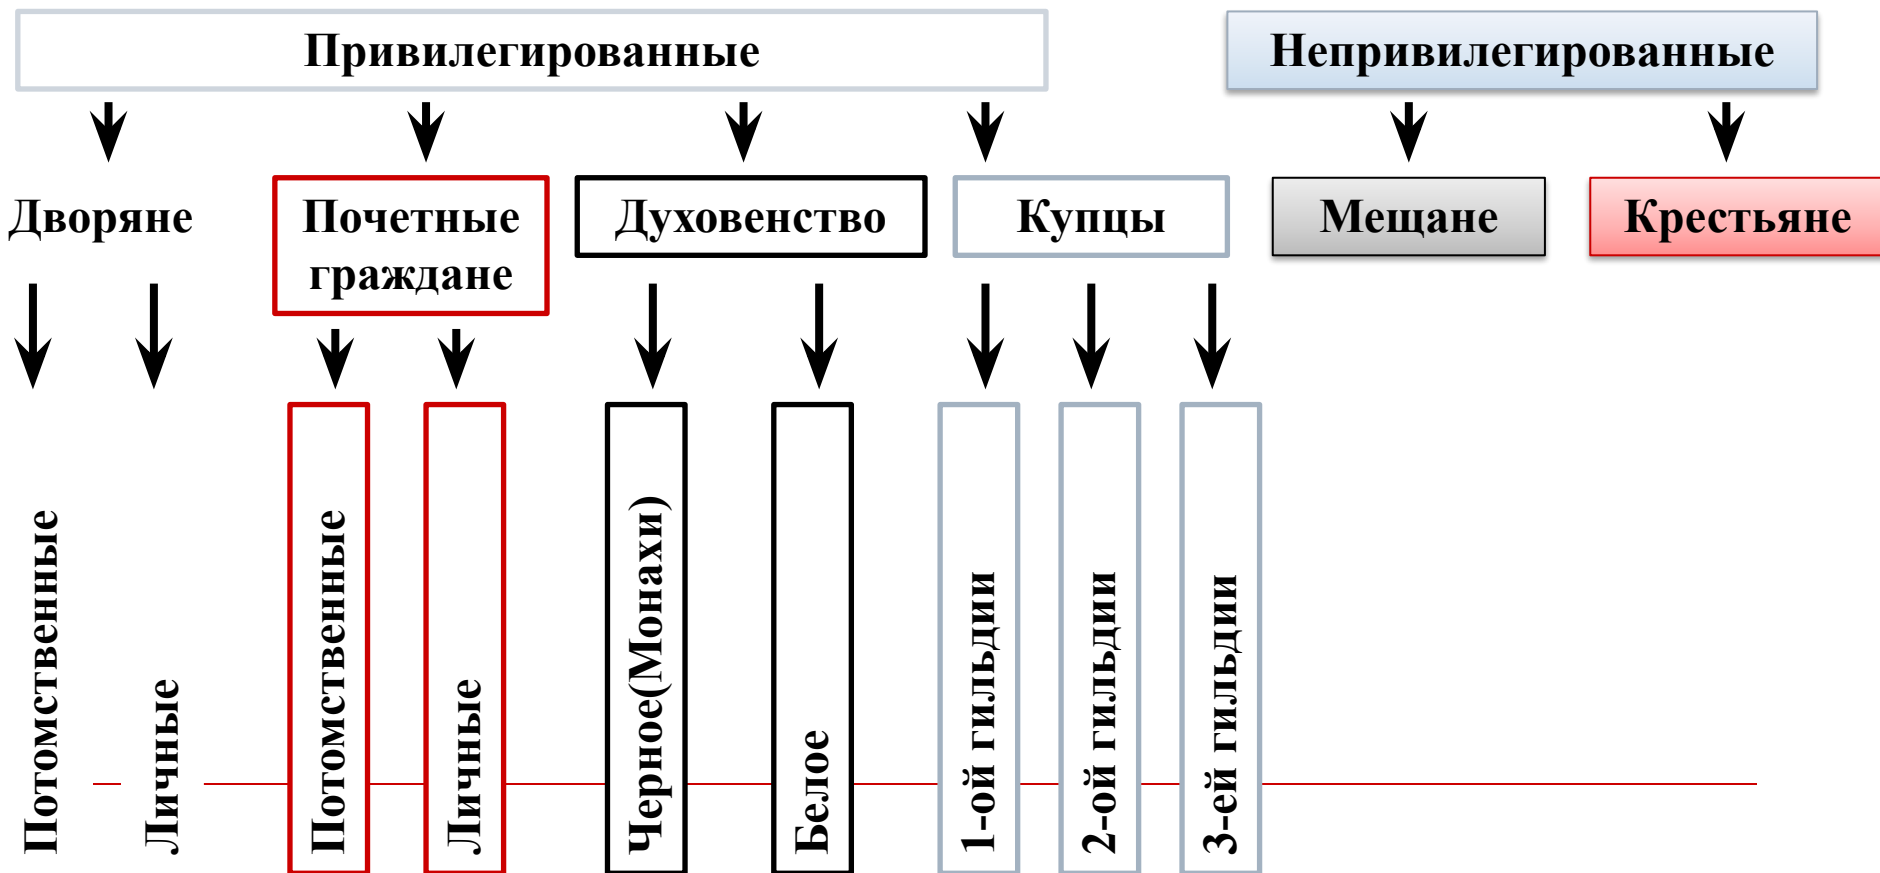 Привилегированные
Непривилегированные
Дворяне
Почетные
граждане
Духовенство
Купцы
Мещане
Крестьяне
Потомственные
Личные
Потомственные
Личные
Черное(Монахи)
Белое
1-ой гильдии
2-ой гильдии
3-ей гильдии